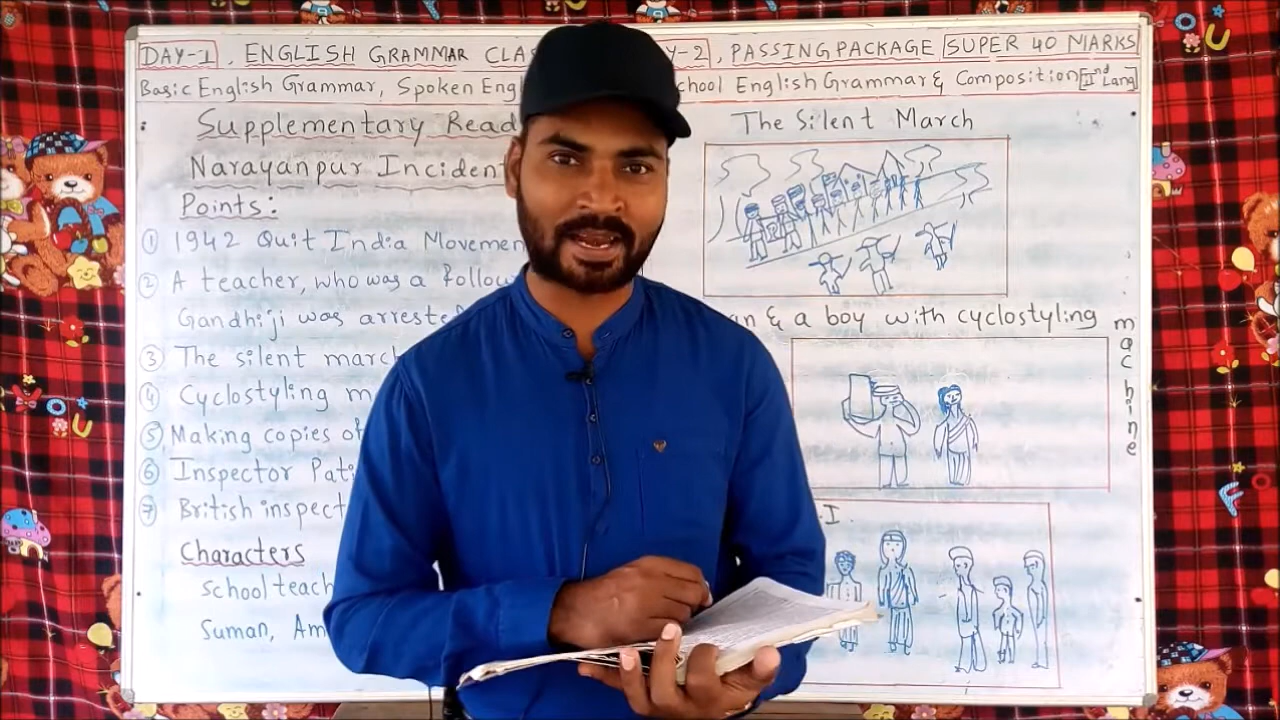 DAY-1 ENGLISH GRAMMAR CLA Y-2, PASSING PACKAGE SUPER 40 MARKS
Basic English Grammar, Spoken Eng chool English Grammar & Composition [IInd Lang]
Supplementary Read
Narayanpur Inciden
Points:
1 1942 Quit India Movemen
2 A teacher, who was a follow
Gandhiji was arreste
3 The silent march
4 Cyclostyling m
5 Making copies of
6 Inspector Pati
7 British inspect
Characters
School teach
Suman, Am
The Silent March
an & a boy with cyclostyling machine
I